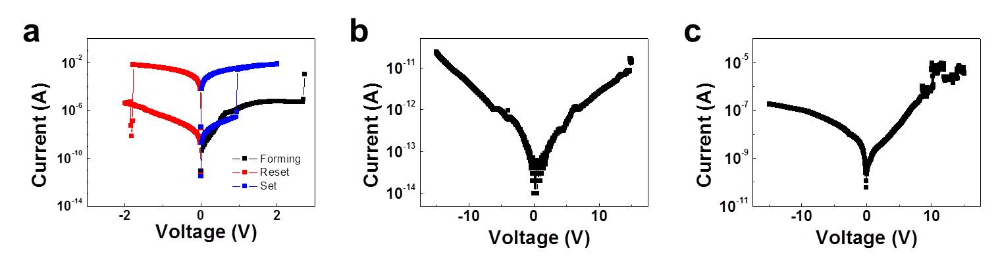 a
Current (A)
10⁻²
10⁻⁶
10⁻¹⁰
10⁻¹⁴
Forming
Reset
Set
-2
0
2
Voltage (V)
b
Current (A)
10⁻¹¹
10⁻¹²
10⁻¹³
10⁻¹⁴
-10
0
10
Voltage (V)
c
Current (A)
10⁻⁵
10⁻⁷
10⁻⁹
10⁻¹¹
-10
0
10
Voltage (V)